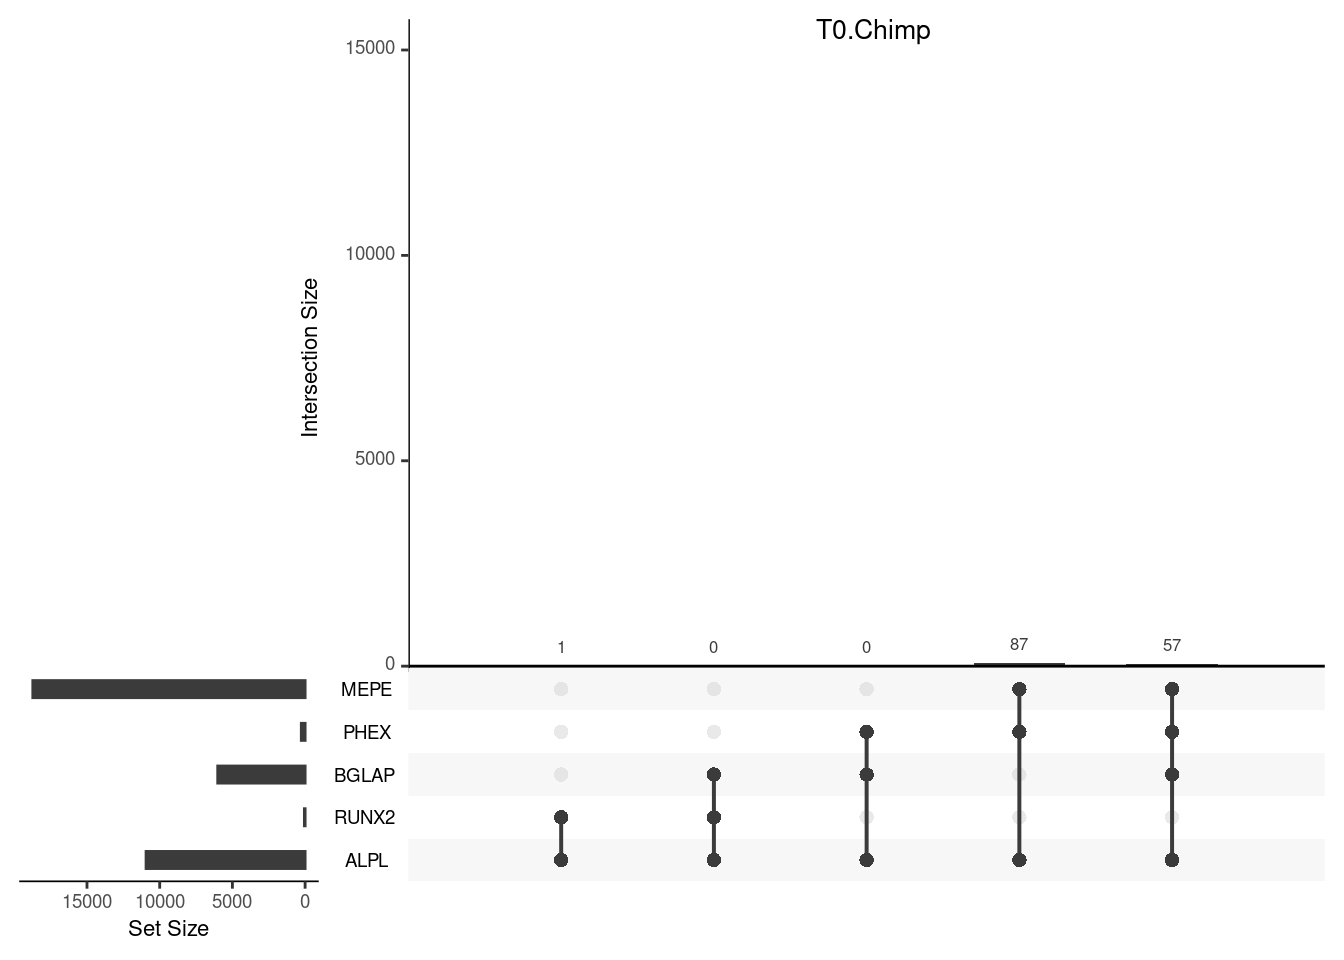 T0.Chimp
15000
10000
5000
0
Intersection Size
1 0 0 87 57
MEPE
PHEX
BGLAP
RUNX2
ALPL
15000 10000 5000 0
Set Size